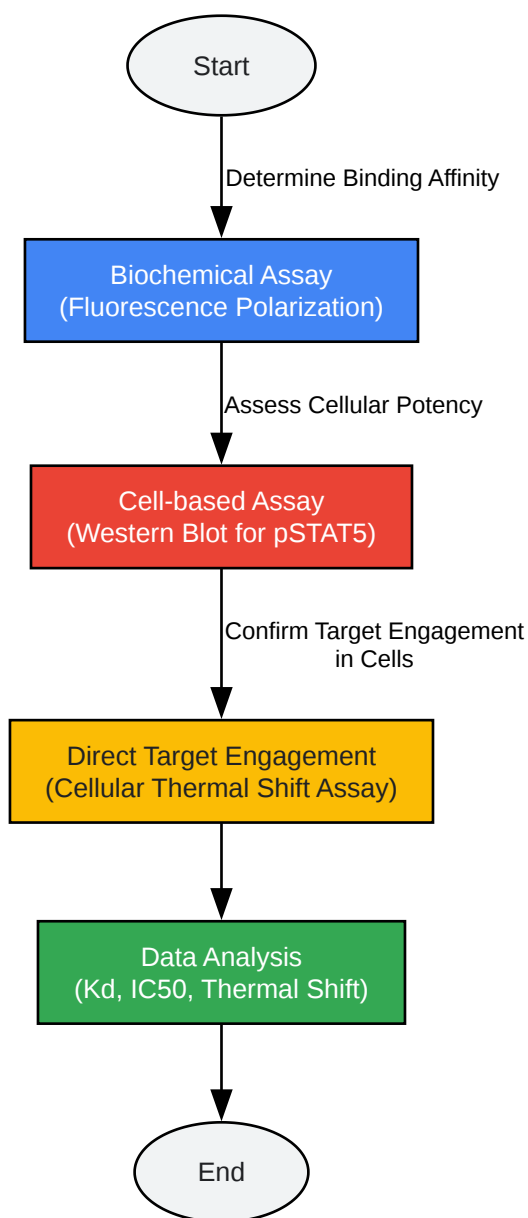 Start
Determine Binding Affinity
Biochemical Assay
(Fluorescence Polarization)
Assess Cellular Potency
Cell-based Assay
(Western Blot for pSTAT5)
Confirm Target Engagement
in Cells
Direct Target Engagement
(Cellular Thermal Shift Assay)
Data Analysis
(Kd, IC50, Thermal Shift)
End